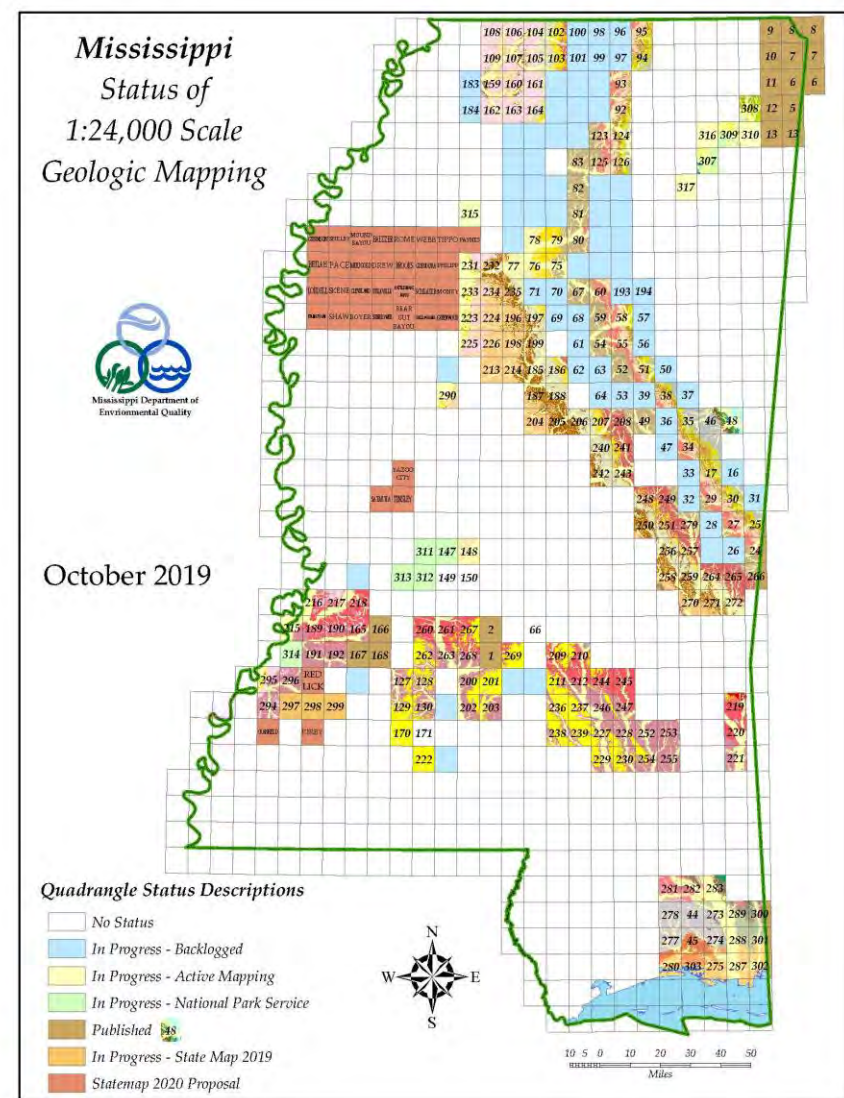 Mississippi
Status of
1:24,000 Scale
Geologic Mapping
Mississippi Department of
Environmental Quality
October 2019
108 106 104 102 100 98 96 95 9 8 8
109 107 105 103 101 99 97 94 10 7 7
183 159 160 161 93 11 6 6
184 162 163 164 92 308 12 5
123 124 316 309 310 13 13
83 125 126 307
82 317
315 81
MOUND BAYOU ROME WEBB TIPPO 78 79 80
PACE 231 232 77 76 75
233 234 235 71 70 67 60 193 194
SHAW BOYER BEAR OUT BAYOU 223 224 196 197 69 68 59 58 57
225 226 198 199 61 54 55 56
213 214 185 186 62 63 52 51 50
290 187 188 64 53 39 38 37
204 205 206 207 208 49 36 35 46 48
240 241 47 34
YAZOO CITY 242 243 33 17 16
248 249 32 29 30 31
250 251 279 28 27 25
311 147 148 256 257 26 24
313 312 149 150 258 259 264 265 266
216 217 218 270 271 272
215 189 190 165 166 260 261 267 2 66
314 191 192 167 168 262 263 268 1 269 209 210
295 296 RED LICK 127 128 200 201 211 212 244 245
294 297 298 299 129 130 202 203 236 237 246 247 219
170 171 238 239 227 228 252 253 220
222 229 230 254 255 221
281 282 283
278 44 273 289 300
277 45 274 288 301
280 303 275 287 302
Quadrangle Status Descriptions
No Status
In Progress - Backlogged
In Progress - Active Mapping
In Progress - National Park Service
Published 48
In Progress - State Map 2019
Statemap 2020 Proposal
N
W E
S
10 5 0 10 20 30 40 50
Miles